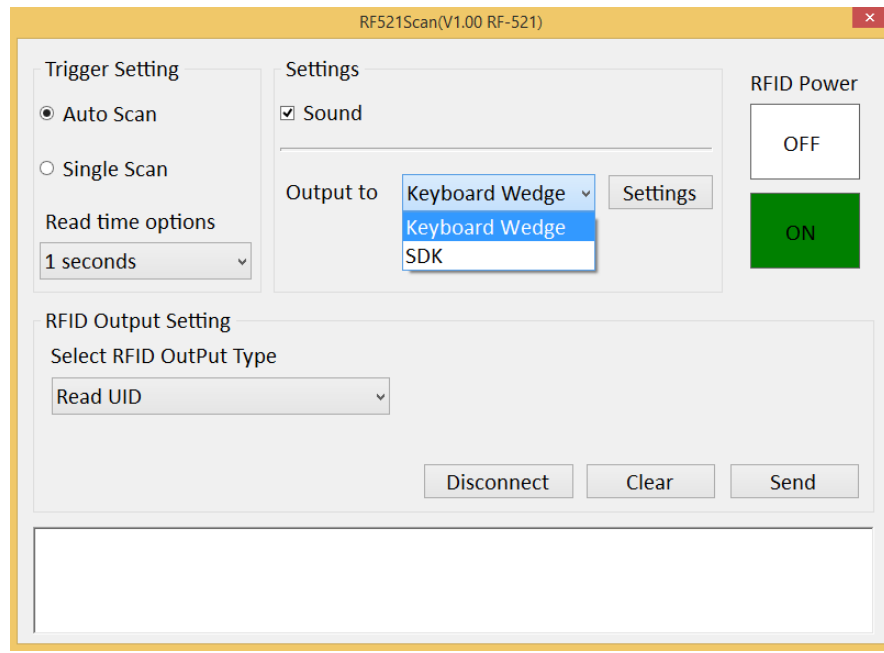 RF521Scan(V1.00 RF-521)
Trigger Setting
Auto Scan
Single Scan
Read time options
1 seconds
Settings
Sound
Output to
Keyboard Wedge
Settings
Keyboard Wedge
SDK
RFID Power
OFF
ON
RFID Output Setting
Select RFID OutPut Type
Read UID
Disconnect
Clear
Send